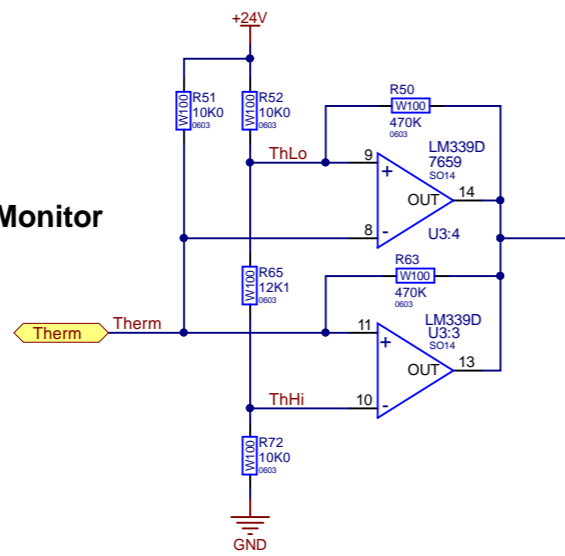 +24V
R51
10K0
0603
W100
R52
10K0
0603
W100
R50
W100
470K
0603
LM339D
7659
SO14
ThLo
9
+
14
OUT
8
-
U3:4
Monitor
R65
12K1
0603
W100
R63
W100
470K
0603
Therm
Therm
LM339D
U3:3
SO14
11
+
13
OUT
ThHi
10
-
R72
10K0
0603
W100
GND